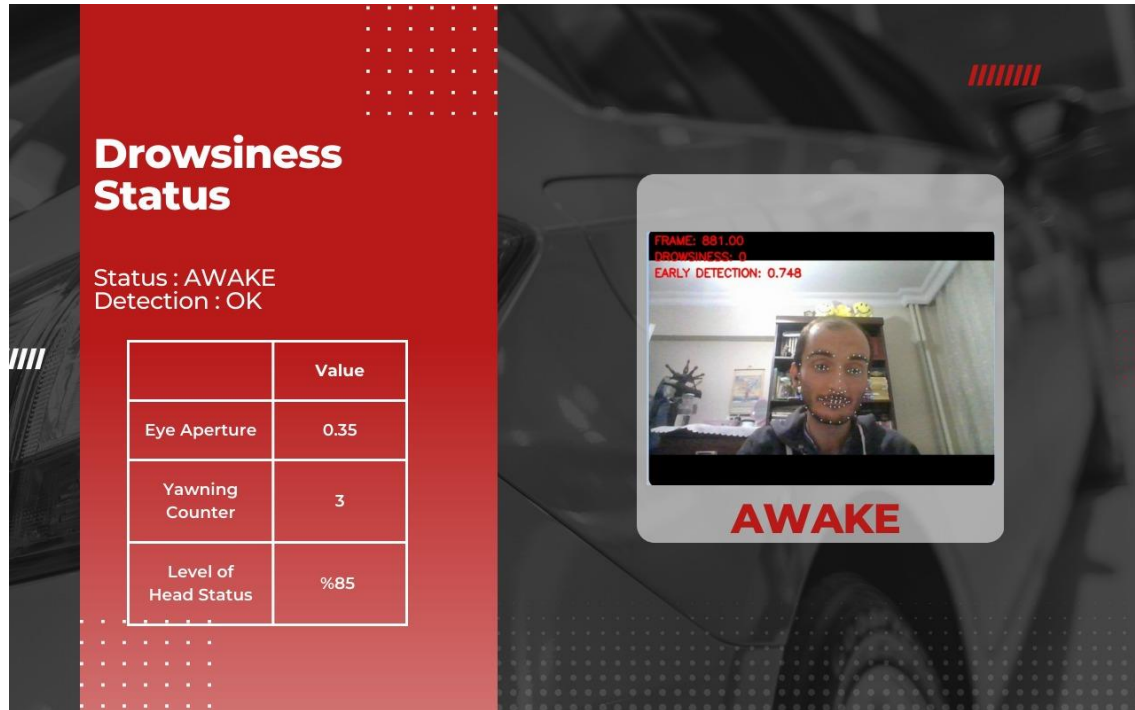 Drowsiness
Status
Status : AWAKE
Detection : OK
Value
Eye Aperture 0.35
Yawning
Counter 3
Level of
Head Status %85
FRAME: 881.00
DROWSINESS: 0
EARLY DETECTION: 0.748
AWAKE